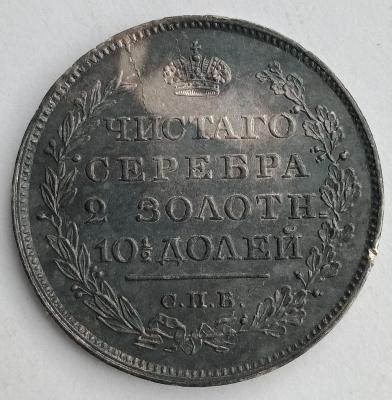 ЧИСТАГО
СЕРЕБРА
2 ЗОЛОТН.
10½ ДОЛЕЙ
С.П.Б.